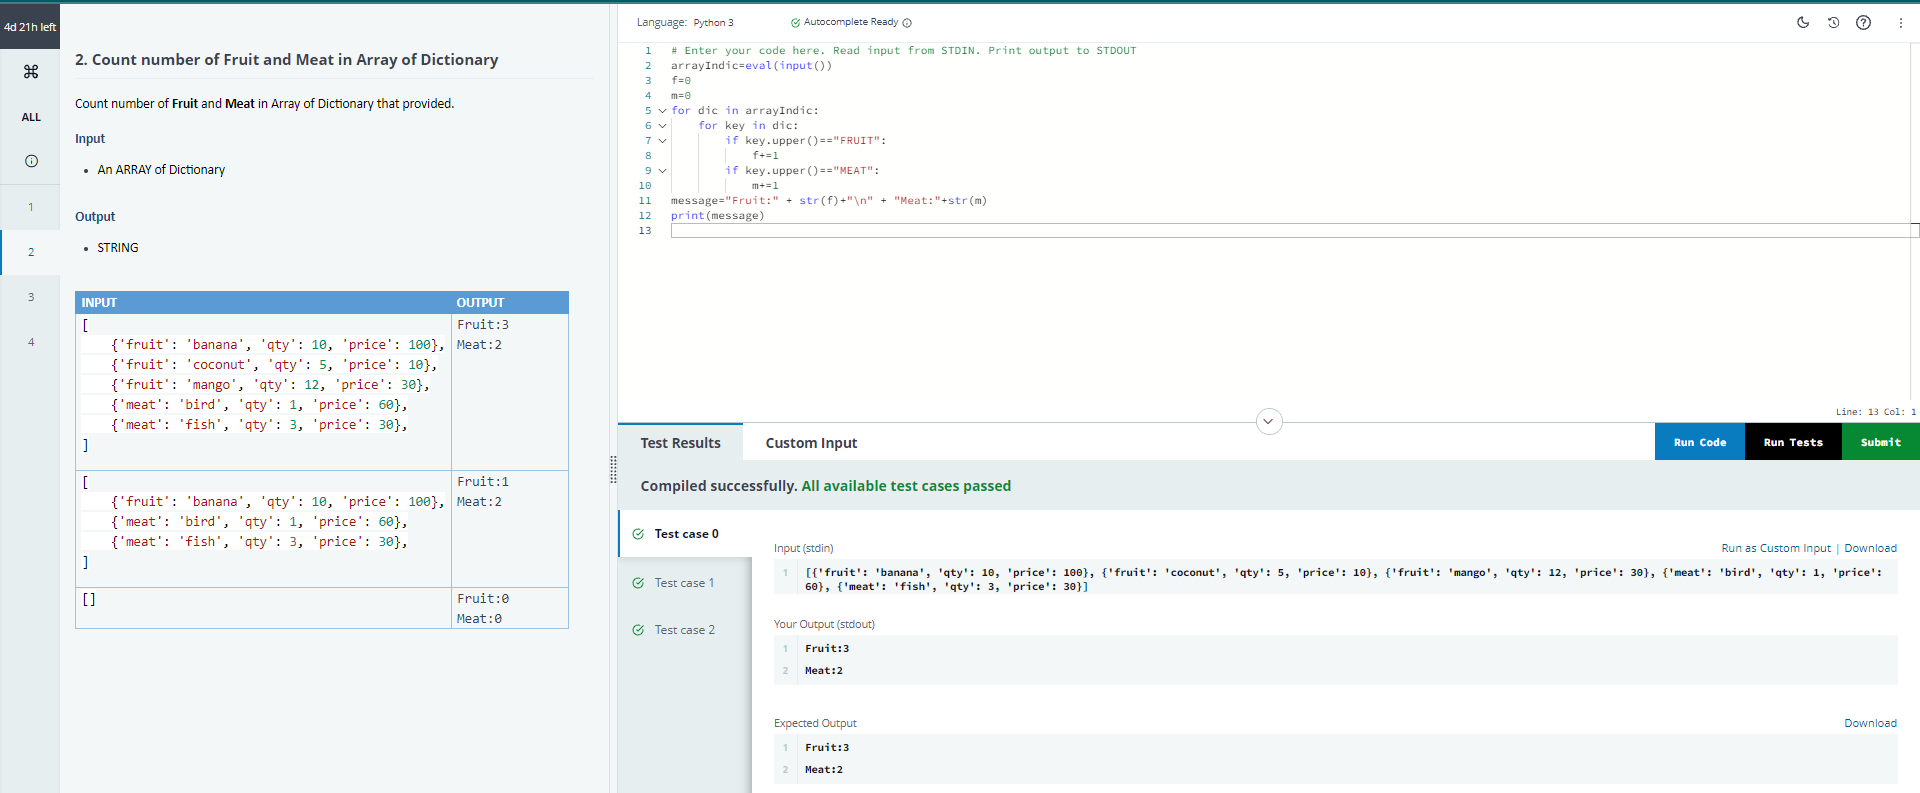 4d 21h left
ALL
1
2
3
4
2. Count number of Fruit and Meat in Array of Dictionary
Count number of Fruit and Meat in Array of Dictionary that provided.
Input
• An ARRAY of Dictionary
Output
• STRING
INPUT OUTPUT
[ Fruit:3
{'fruit': 'banana', 'qty': 10, 'price': 100}, Meat:2
{'fruit': 'coconut', 'qty': 5, 'price': 10},
{'fruit': 'mango', 'qty': 12, 'price': 30},
{'meat': 'bird', 'qty': 1, 'price': 60},
{'meat': 'fish', 'qty': 3, 'price': 30},
]
[ Fruit:1
{'fruit': 'banana', 'qty': 10, 'price': 100}, Meat:2
{'meat': 'bird', 'qty': 1, 'price': 60},
{'meat': 'fish', 'qty': 3, 'price': 30},
]
[] Fruit:0
Meat:0
Language: Python 3 Autocomplete Ready
1 # Enter your code here. Read input from STDIN. Print output to STDOUT
2 arrayIndic=eval(input())
3 f=0
4 m=0
5 for dic in arrayIndic:
6 for key in dic:
7 if key.upper()=="FRUIT":
8 f+=1
9 if key.upper()=="MEAT":
10 m+=1
11 message="Fruit:" + str(f)+"\n" + "Meat:"+str(m)
12 print(message)
13
Line: 13 Col: 1
Test Results Custom Input Run Code Run Tests Submit
Compiled successfully. All available test cases passed
Test case 0
Test case 1
Test case 2
Input (stdin) Run as Custom Input | Download
1 [{'fruit': 'banana', 'qty': 10, 'price': 100}, {'fruit': 'coconut', 'qty': 5, 'price': 10}, {'fruit': 'mango', 'qty': 12, 'price': 30}, {'meat': 'bird', 'qty': 1, 'price':
60}, {'meat': 'fish', 'qty': 3, 'price': 30}]
Your Output (stdout)
1 Fruit:3
2 Meat:2
Expected Output Download
1 Fruit:3
2 Meat:2